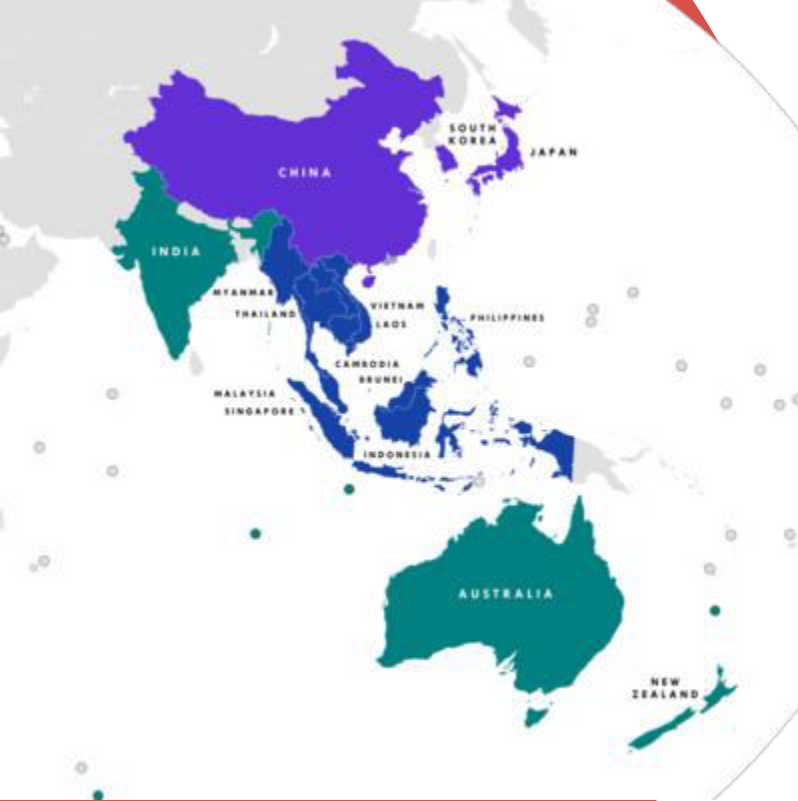 SOUTH
KOREA
JAPAN
CHINA
INDIA
MYANMAR
VIETNAM
THAILAND
PHILIPPINES
LAOS
CAMBODIA
BRUNEI
MALAYSIA
SINGAPORE
INDONESIA
AUSTRALIA
NEW
ZEALAND